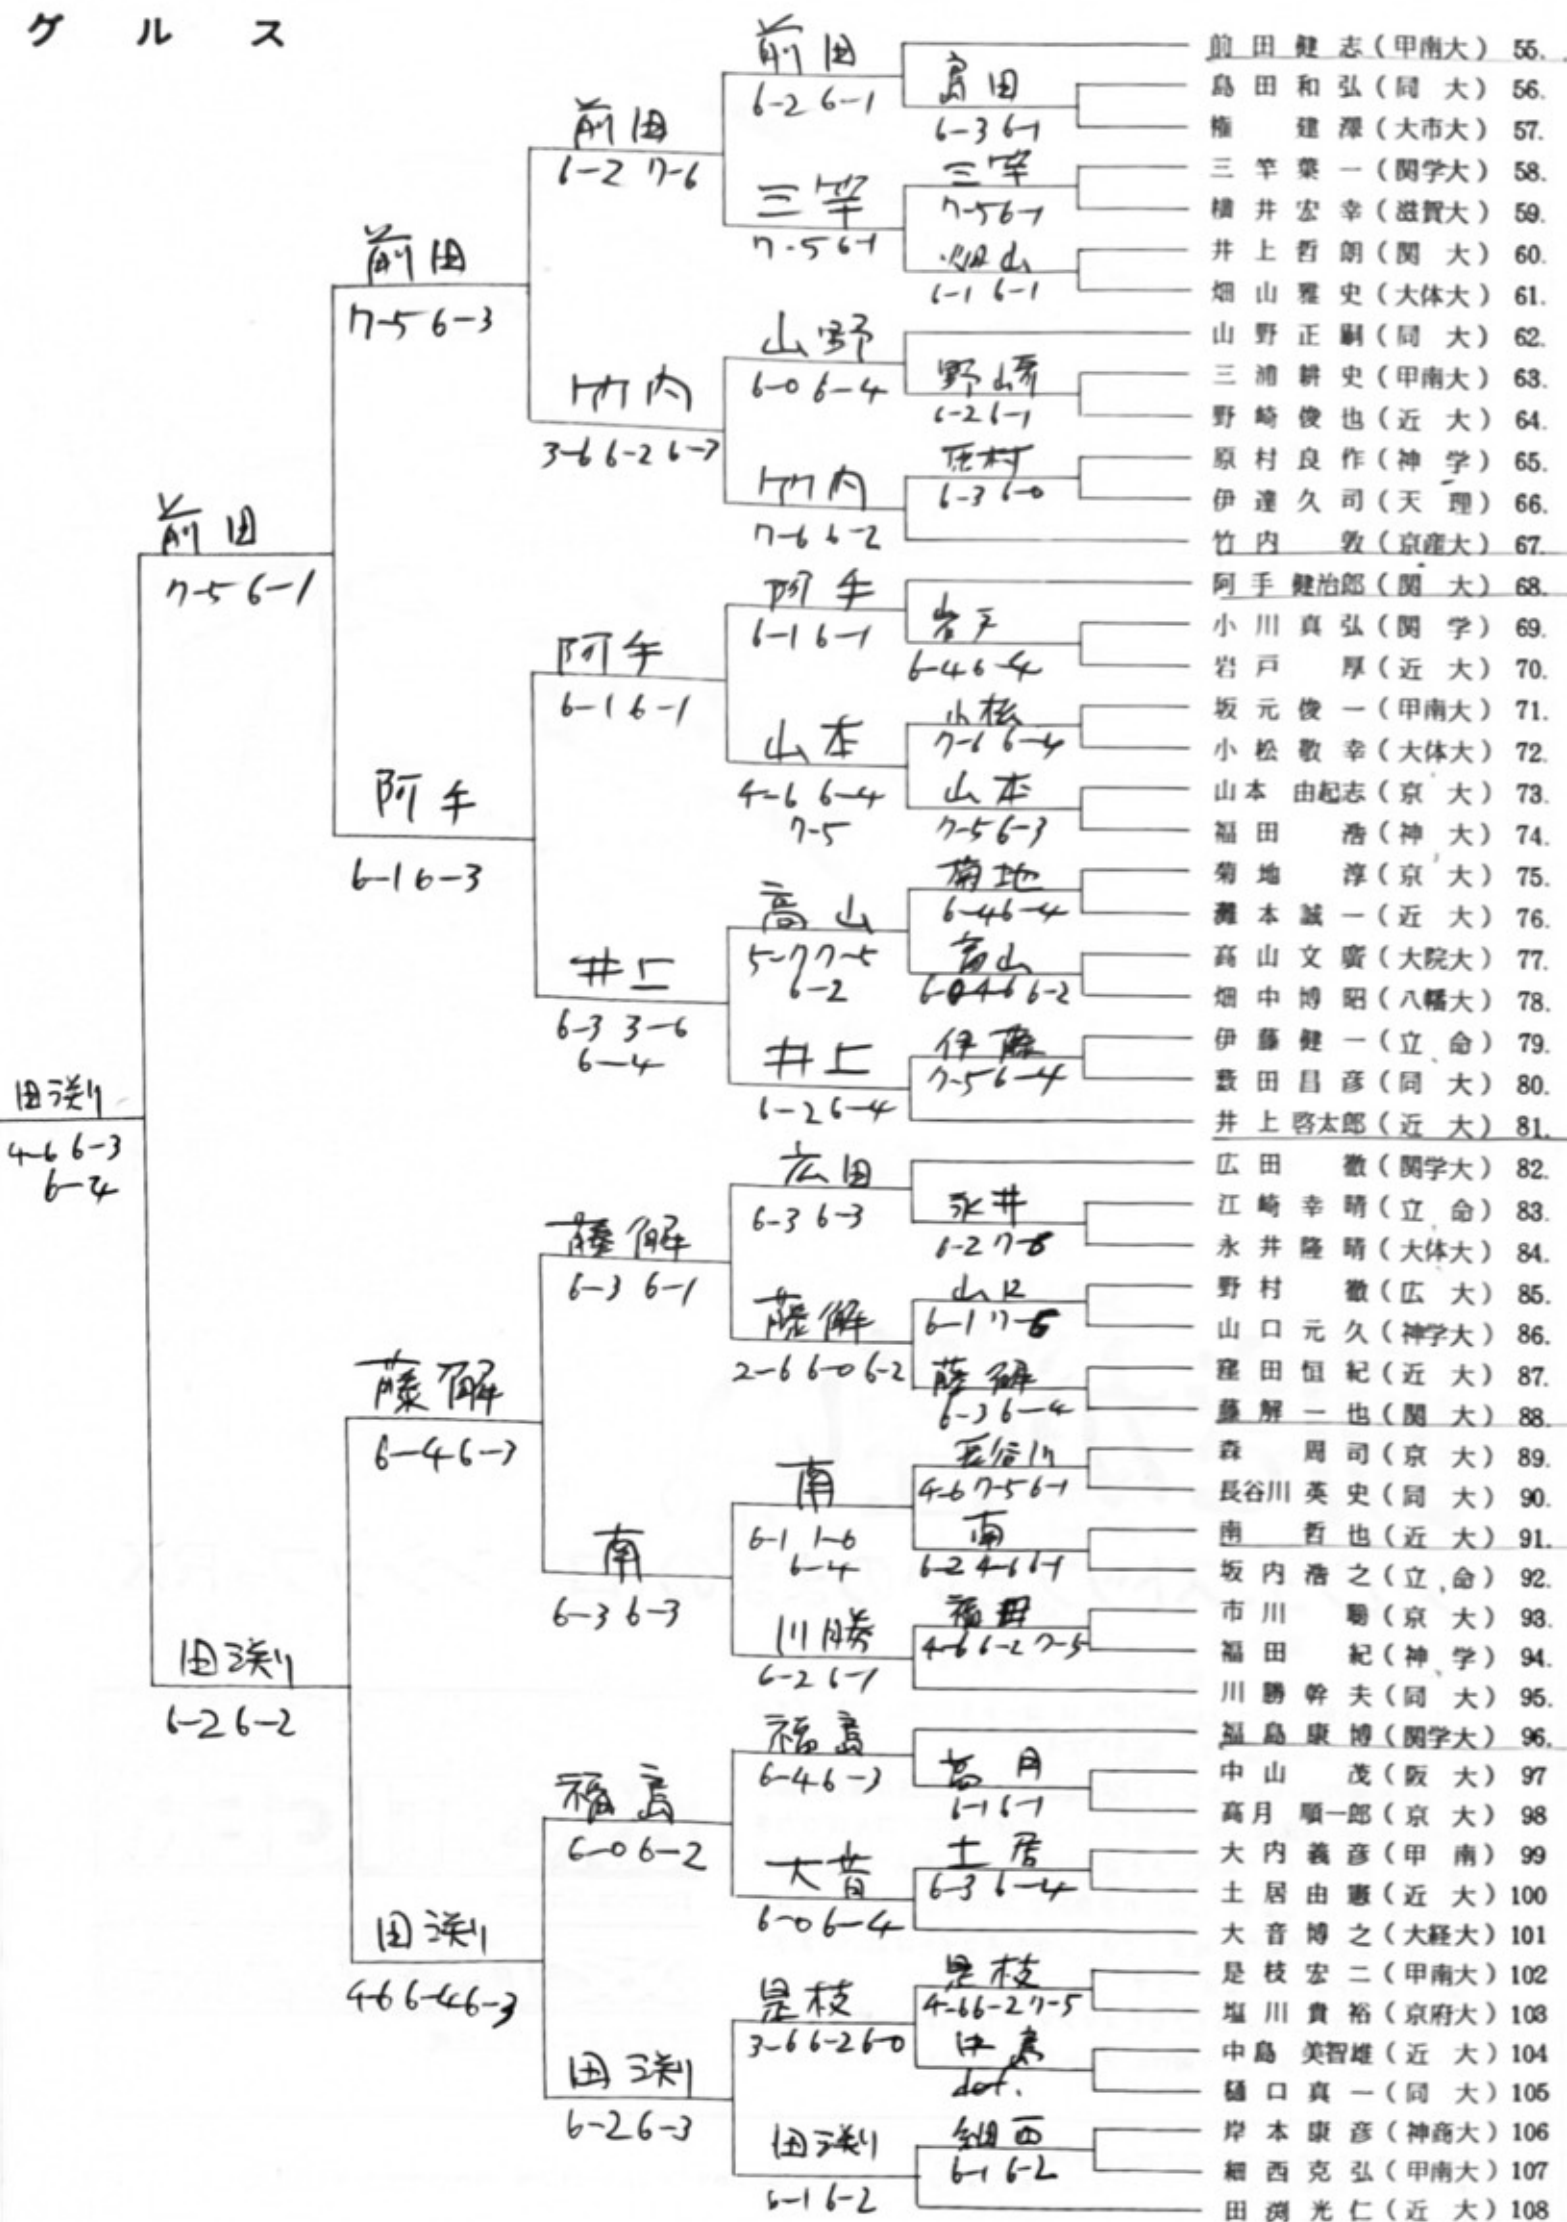 ゲルス
前田健志(甲南大) 55.
島田和弘(同 大) 56.
権 建澤(大市大) 57.
三竿葉一(関学大) 58.
横井宏幸(滋賀大) 59.
井上哲朗(関 大) 60.
畑山雅史(大体大) 61.
山野正嗣(同 大) 62.
三浦耕史(甲南大) 63.
野崎俊也(近 大) 64.
原村良作(神 学) 65.
伊達久司(天 理) 66.
竹内 敦(京産大) 67.
阿手健治郎(関 大) 68.
小川真弘(関 学) 69.
岩戸 厚(近 大) 70.
坂元俊一(甲南大) 71.
小松敬幸(大体大) 72.
山本由起志(京 大) 73.
福田 浩(神 大) 74.
菊地 淳(京 大) 75.
灘本誠一(近 大) 76.
高山文廣(大院大) 77.
畑中博昭(八幡大) 78.
伊藤健一(立 命) 79.
藪田昌彦(同 大) 80.
井上啓太郎(近 大) 81.
広田 徹(関学大) 82.
江崎幸晴(立 命) 83.
永井隆晴(大体大) 84.
野村 徹(広 大) 85.
山口元久(神学大) 86.
窪田恒紀(近 大) 87.
藤解一也(関 大) 88.
森 周司(京 大) 89.
長谷川英史(同 大) 90.
南 哲也(近 大) 91.
坂内浩之(立 命) 92.
市川 聡(京 大) 93.
福田 紀(神 学) 94.
川勝幹夫(同 大) 95.
福島康博(関学大) 96.
中山 茂(阪 大) 97
高月順一郎(京 大) 98
大内義彦(甲 南) 99
土居由憲(近 大) 100
大音博之(大経大) 101
是枝宏二(甲南大) 102
塩川貴裕(京府大) 103
中島美智雄(近 大) 104
樋口真一(同 大) 105
岸本康彦(神商大) 106
細西克弘(甲南大) 107
田渕光仁(近 大) 108
島田
6-3 6-1
三竿
7-5 6-1
畑山
6-1 6-1
野崎
6-2 6-1
原村
6-3 6-0
岩戸
6-4 6-4
小松
7-6 6-4
山本
7-5 6-3
菊地
6-4 6-4
高山
6-0 4-6 6-2
伊藤
7-5 6-4
永井
山口
藤解
6-3 6-4
長谷川
4-6 7-5 6-1
南
6-2 4-6 6-1
福田
4-6 6-2 7-5
高月
6-1 6-1
土居
6-3 6-4
是枝
4-6 6-2 7-5
中島
def.
細西
6-1 6-2
前田
6-2 6-1
三竿
7-5 6-1
山野
6-0 6-4
竹内
7-6 6-2
阿手
6-1 6-1
山本
4-6 6-4
7-5
高山
5-7 7-5
6-2
井上
6-2 6-4
広田
6-3 6-3
藤解
2-6 6-0 6-2
南
6-1 1-6
6-4
川勝
6-2 6-1
福島
6-4 6-3
大音
6-0 6-4
是枝
3-6 6-2 6-0
田渕
6-1 6-2
前田
6-2 7-6
竹内
3-6 6-2 6-3
阿手
6-1 6-1
井上
6-3 3-6
6-4
藤解
6-3 6-1
南
6-3 6-3
福島
6-0 6-2
田渕
6-2 6-3
前田
7-5 6-3
阿手
6-1 6-3
藤解
6-4 6-3
田渕
4-6 6-4 6-3
前田
7-5 6-1
田渕
6-2 6-2
田渕
4-6 6-3
6-4